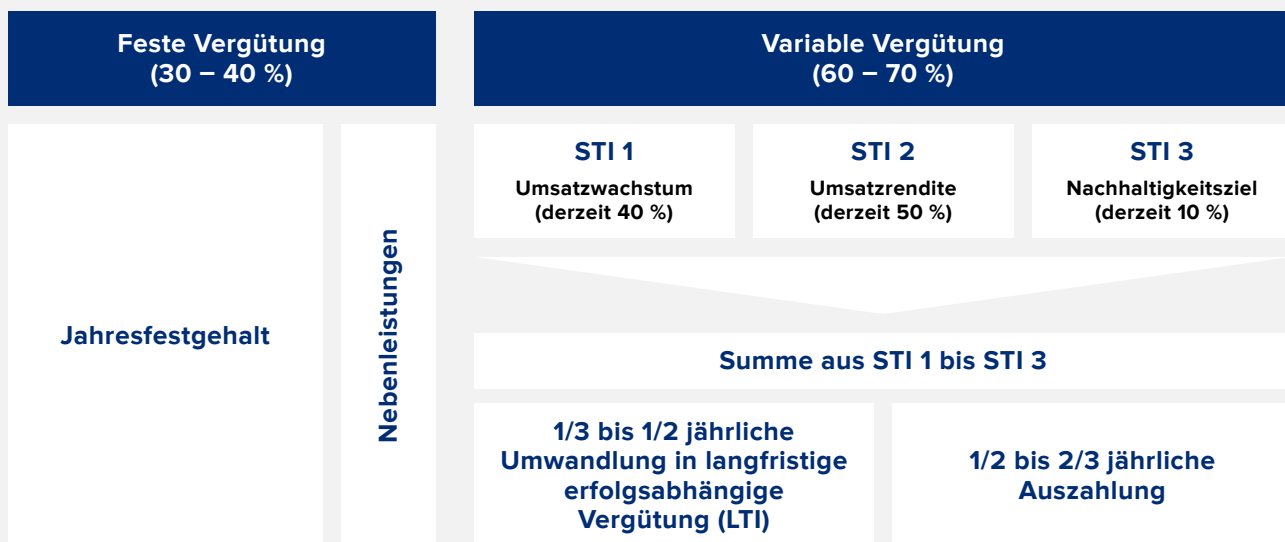 Feste Vergütung
(30 – 40 %)
Variable Vergütung
(60 – 70 %)
Jahresfestgehalt
Nebenleistungen
STI 1
Umsatzwachstum
(derzeit 40 %)
STI 2
Umsatzrendite
(derzeit 50 %)
STI 3
Nachhaltigkeitsziel
(derzeit 10 %)
Summe aus STI 1 bis STI 3
1/3 bis 1/2 jährliche
Umwandlung in langfristige
erfolgsabhängige
Vergütung (LTI)
1/2 bis 2/3 jährliche
Auszahlung